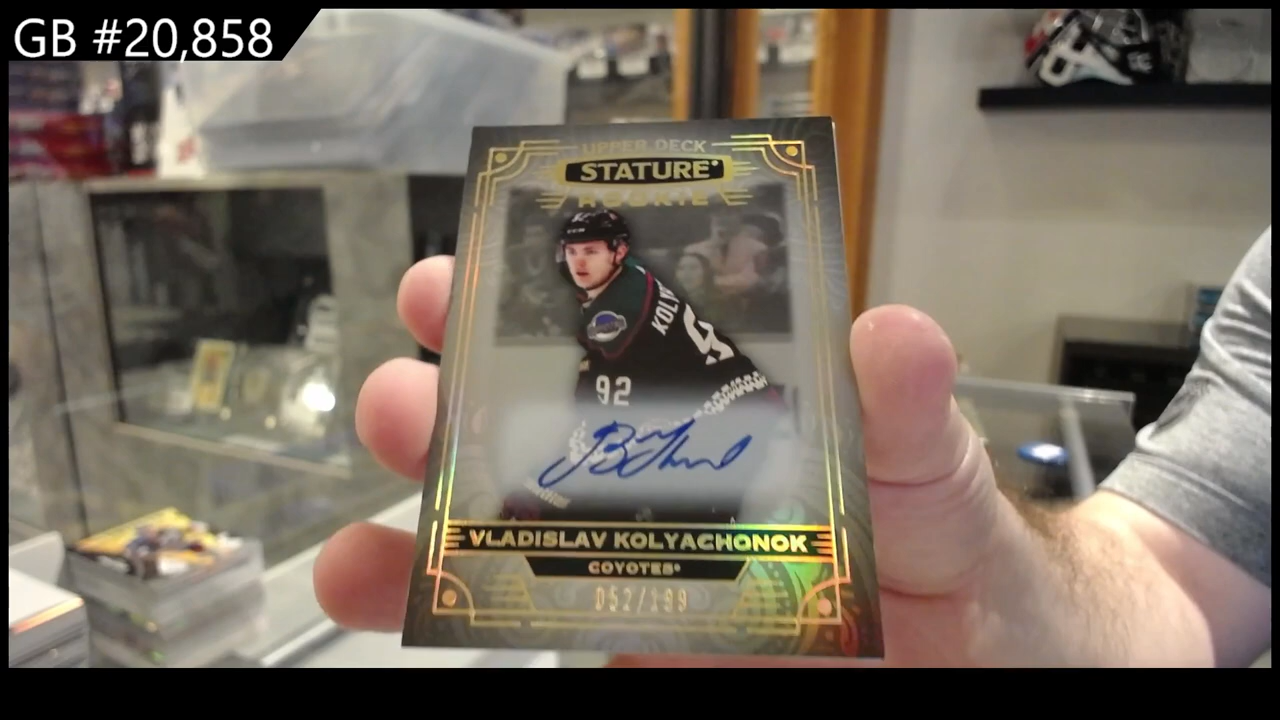 GB #20,858
UPPER DECK
STATURE
ROOKIE
92
VLADISLAV KOLYACHONOK
COYOTES
052/199